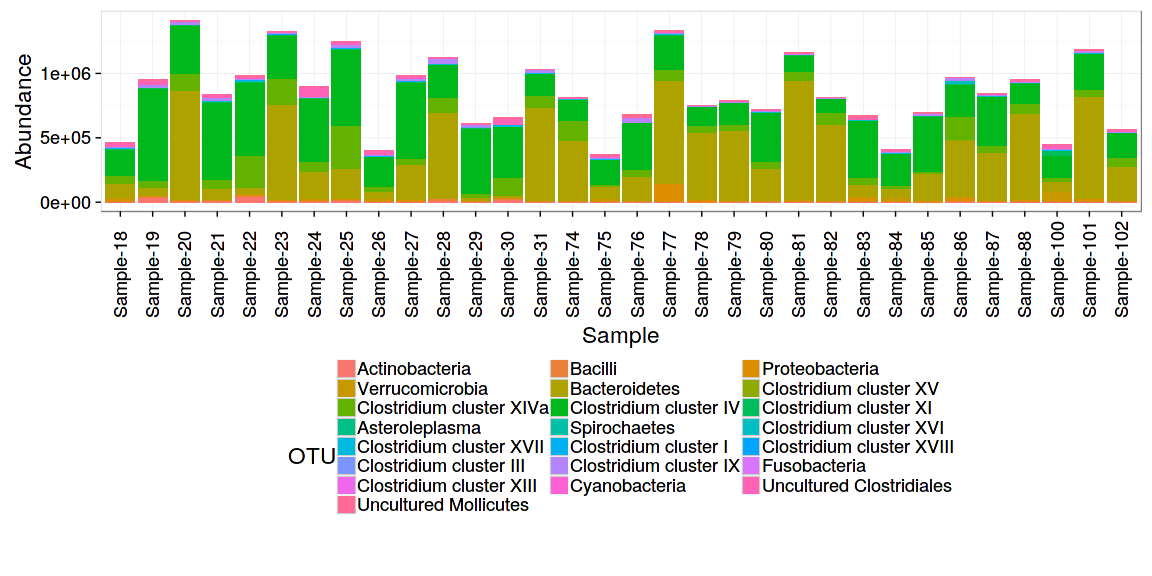 Abundance
1e+06
5e+05
0e+00
Sample-18
Sample-19
Sample-20
Sample-21
Sample-22
Sample-23
Sample-24
Sample-25
Sample-26
Sample-27
Sample-28
Sample-29
Sample-30
Sample-31
Sample-74
Sample-75
Sample-76
Sample-77
Sample-78
Sample-79
Sample-80
Sample-81
Sample-82
Sample-83
Sample-84
Sample-85
Sample-86
Sample-87
Sample-88
Sample-100
Sample-101
Sample-102
Sample
OTU
Actinobacteria Bacilli Proteobacteria
Verrucomicrobia Bacteroidetes Clostridium cluster XV
Clostridium cluster XIVa Clostridium cluster IV Clostridium cluster XI
Asteroleplasma Spirochaetes Clostridium cluster XVI
Clostridium cluster XVII Clostridium cluster I Clostridium cluster XVIII
Clostridium cluster III Clostridium cluster IX Fusobacteria
Clostridium cluster XIII Cyanobacteria Uncultured Clostridiales
Uncultured Mollicutes